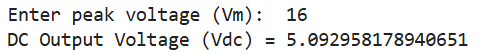 Enter peak voltage (Vm):  16
DC Output Voltage (Vdc) = 5.092958178940651